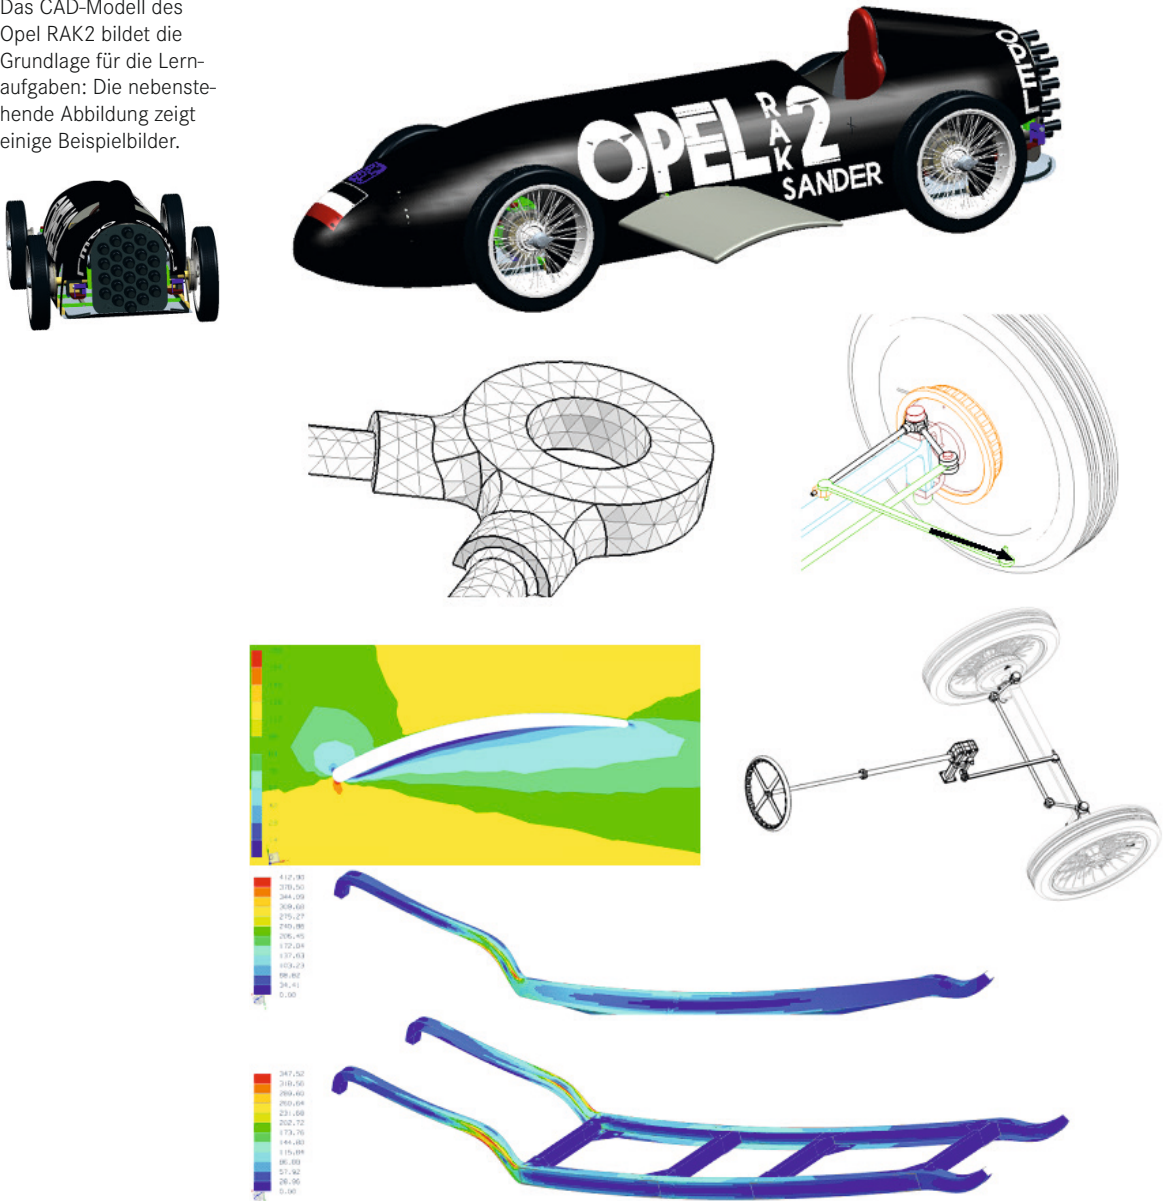 Das CAD-Modell des
Opel RAK2 bildet die
Grundlage für die Lern-
aufgaben: Die nebenste-
hende Abbildung zeigt
einige Beispielbilder.
OPEL
RAK
2
SANDER
OPEL
412.90
378.50
344.09
309.68
275.27
240.86
206.45
172.04
137.63
103.23
68.82
34.41
0.00
347.52
318.56
289.60
260.64
231.68
202.72
173.76
144.80
115.84
86.88
57.92
28.96
0.00